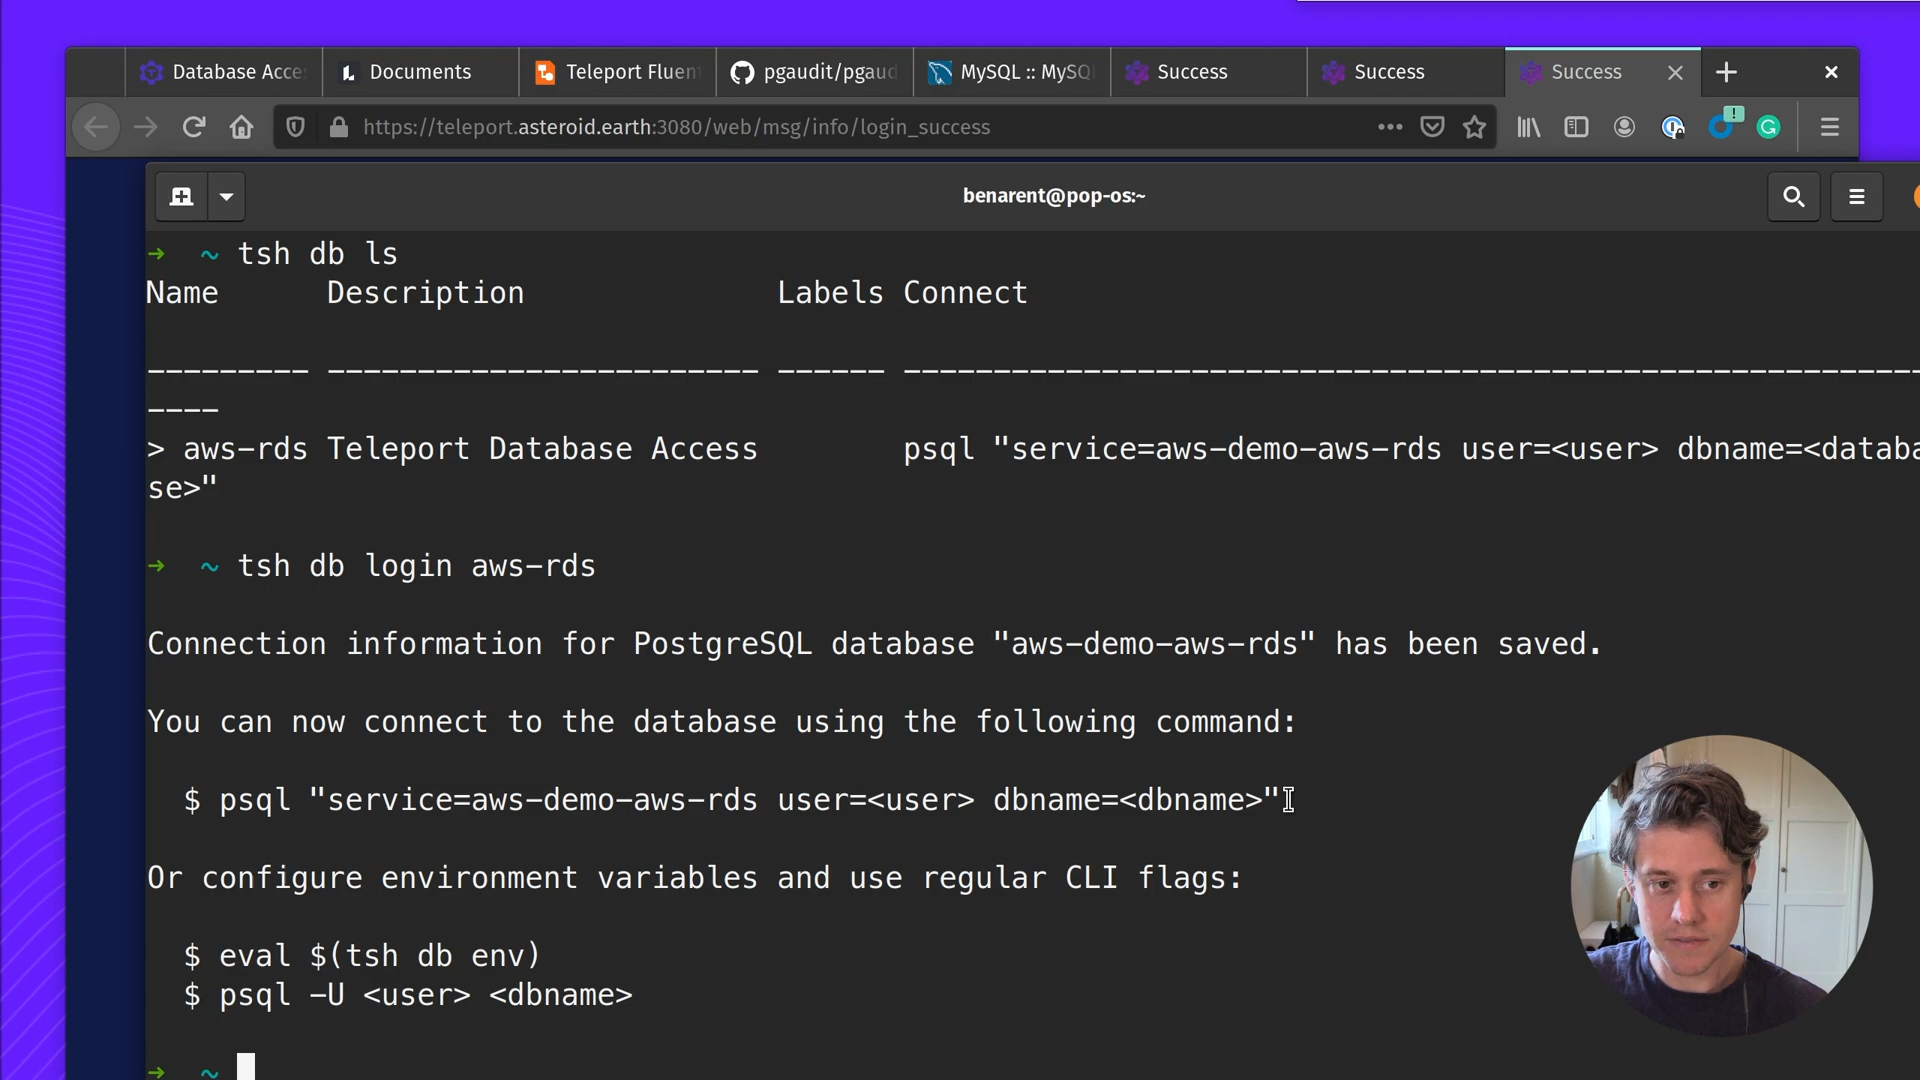 Database Acce
Documents
Teleport Fluen
pgaudit/pgaud
MySQL :: MySQL
Success
Success
Success
https://teleport.asteroid.earth:3080/web/msg/info/login_success
benarent@pop-os:~
➜ ~ tsh db ls
Name Description Labels Connect
--------- ------------------------ ------ ---------------------------------------------------------
----
> aws-rds Teleport Database Access psql "service=aws-demo-aws-rds user=<user> dbname=<databa
se>"
➜ ~ tsh db login aws-rds
Connection information for PostgreSQL database "aws-demo-aws-rds" has been saved.
You can now connect to the database using the following command:
$ psql "service=aws-demo-aws-rds user=<user> dbname=<dbname>"
Or configure environment variables and use regular CLI flags:
$ eval $(tsh db env)
$ psql -U <user> <dbname>
➜ ~